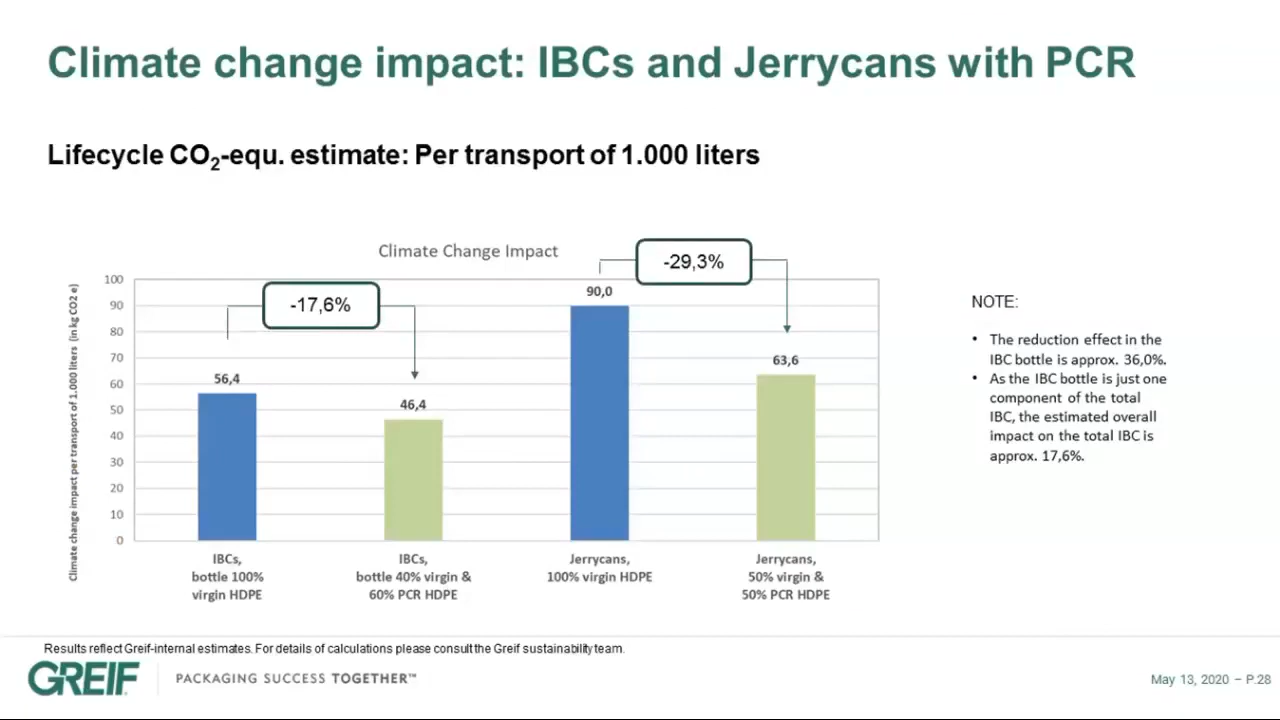 Climate change impact: IBCs and Jerrycans with PCR
Lifecycle CO2-equ. estimate: Per transport of 1.000 liters
Climate Change Impact
Climate change impact per transport of 1.000 liters (in kg CO2 e)
100
90
80
70
60
50
40
30
20
10
0
-17,6%
-29,3%
56,4
46,4
90,0
63,6
IBCs,
bottle 100%
virgin HDPE
IBCs,
bottle 40% virgin &
60% PCR HDPE
Jerrycans,
100% virgin HDPE
Jerrycans,
50% virgin &
50% PCR HDPE
NOTE:
• The reduction effect in the
IBC bottle is approx. 36,0%.
• As the IBC bottle is just one
component of the total
IBC, the estimated overall
impact on the total IBC is
approx. 17,6%.
Results reflect Greif-internal estimates. For details of calculations please consult the Greif sustainability team.
GREIF
PACKAGING SUCCESS TOGETHER™
May 13, 2020 – P.28